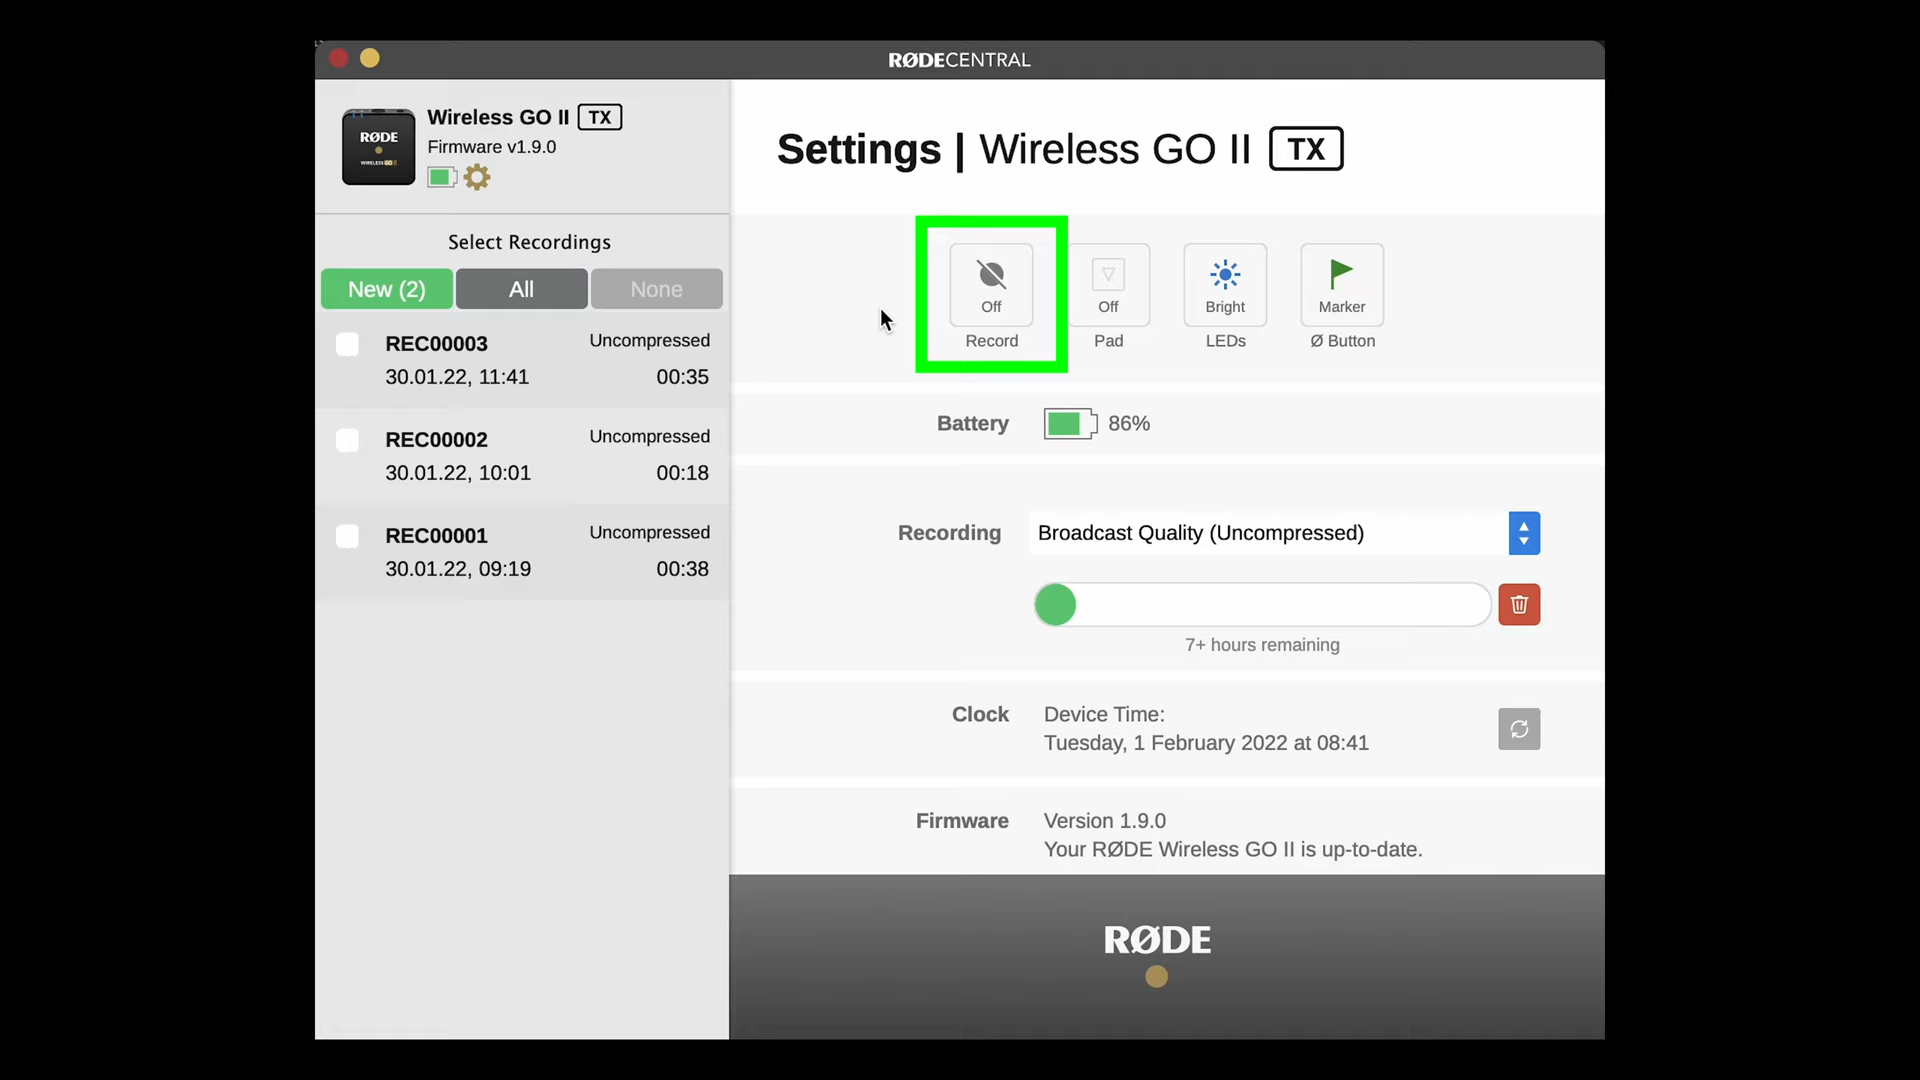 RØDECENTRAL
RØDE
WIRELESS GO II
Wireless GO II TX
Firmware v1.9.0
Select Recordings
New (2) All None
REC00003 Uncompressed
30.01.22, 11:41 00:35
REC00002 Uncompressed
30.01.22, 10:01 00:18
REC00001 Uncompressed
30.01.22, 09:19 00:38
Settings | Wireless GO II TX
Off Off Bright Marker
Record Pad LEDs Ø Button
Battery 86%
Recording Broadcast Quality (Uncompressed)
7+ hours remaining
Clock Device Time:
Tuesday, 1 February 2022 at 08:41
Firmware Version 1.9.0
Your RØDE Wireless GO II is up-to-date.
RØDE